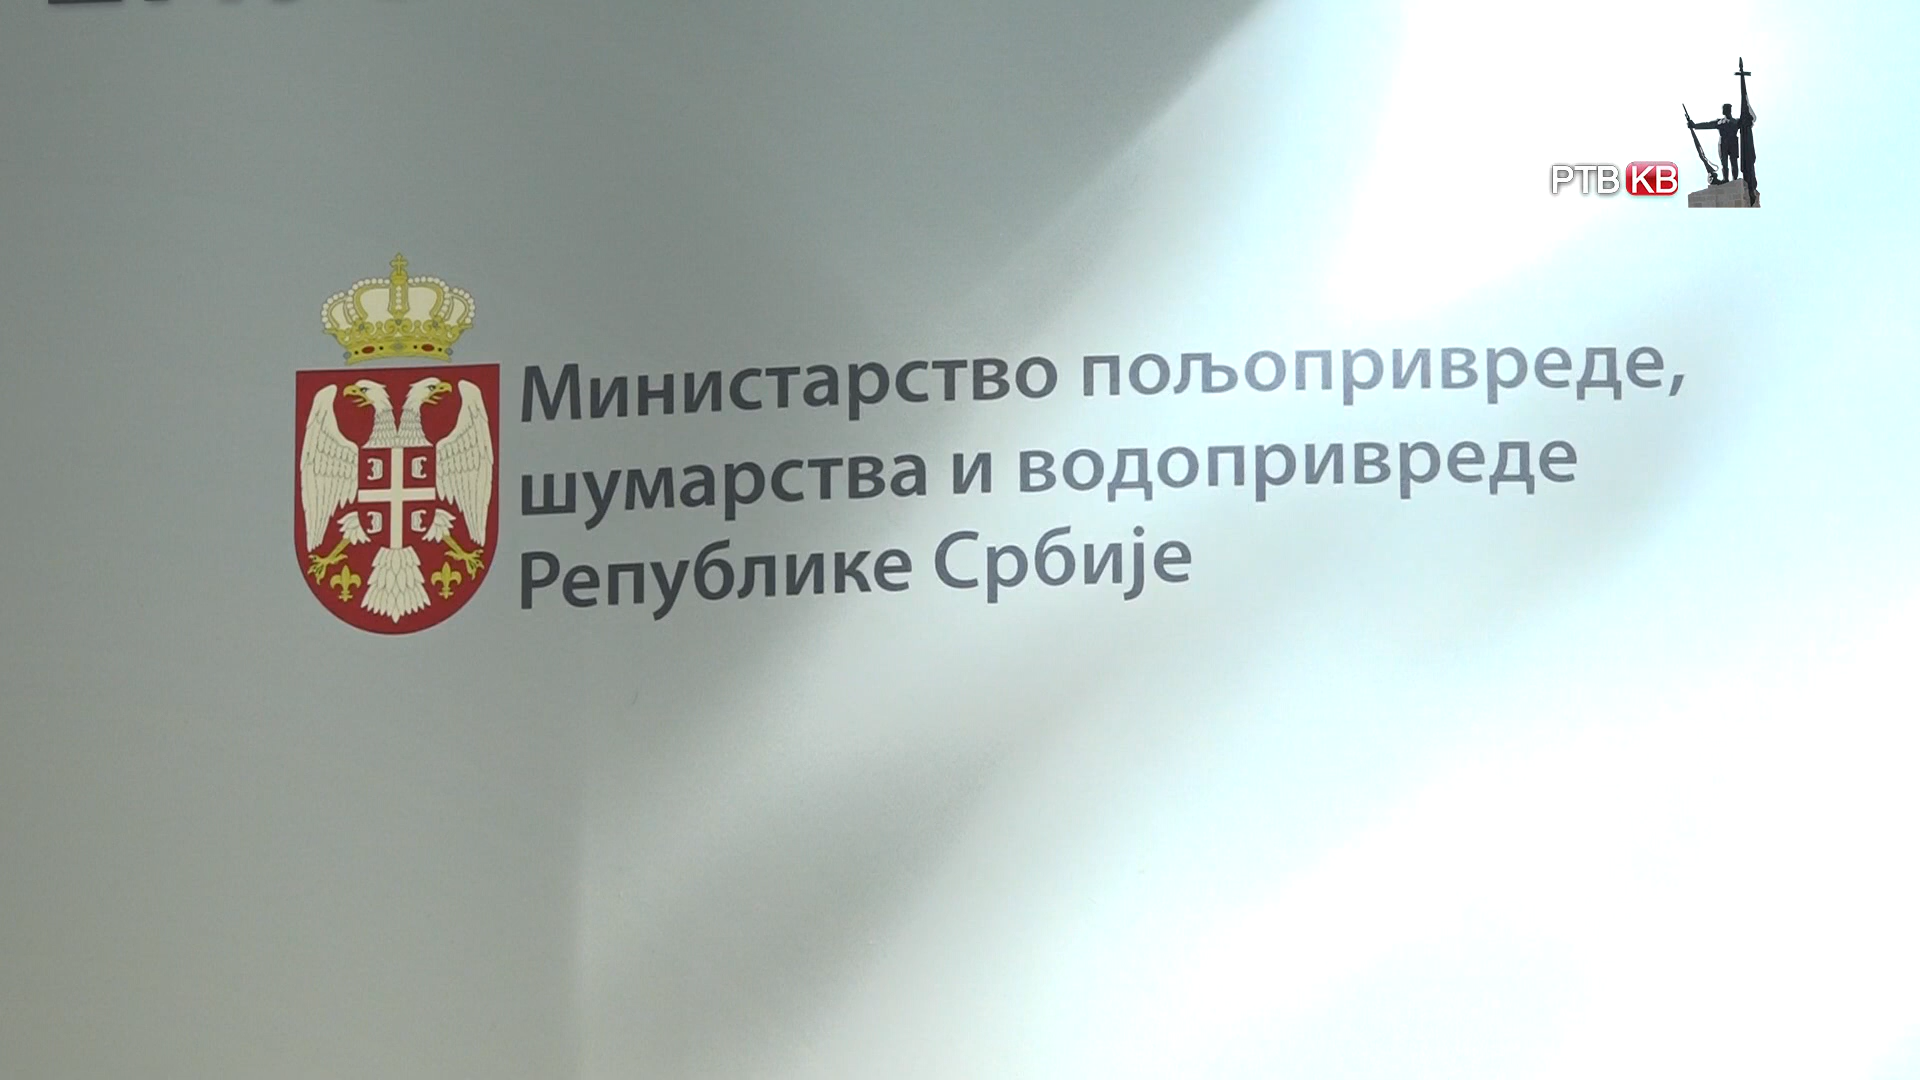 РТВ КВ
Министарство пољопривреде,
шумарства и водопривреде
Републике Србије